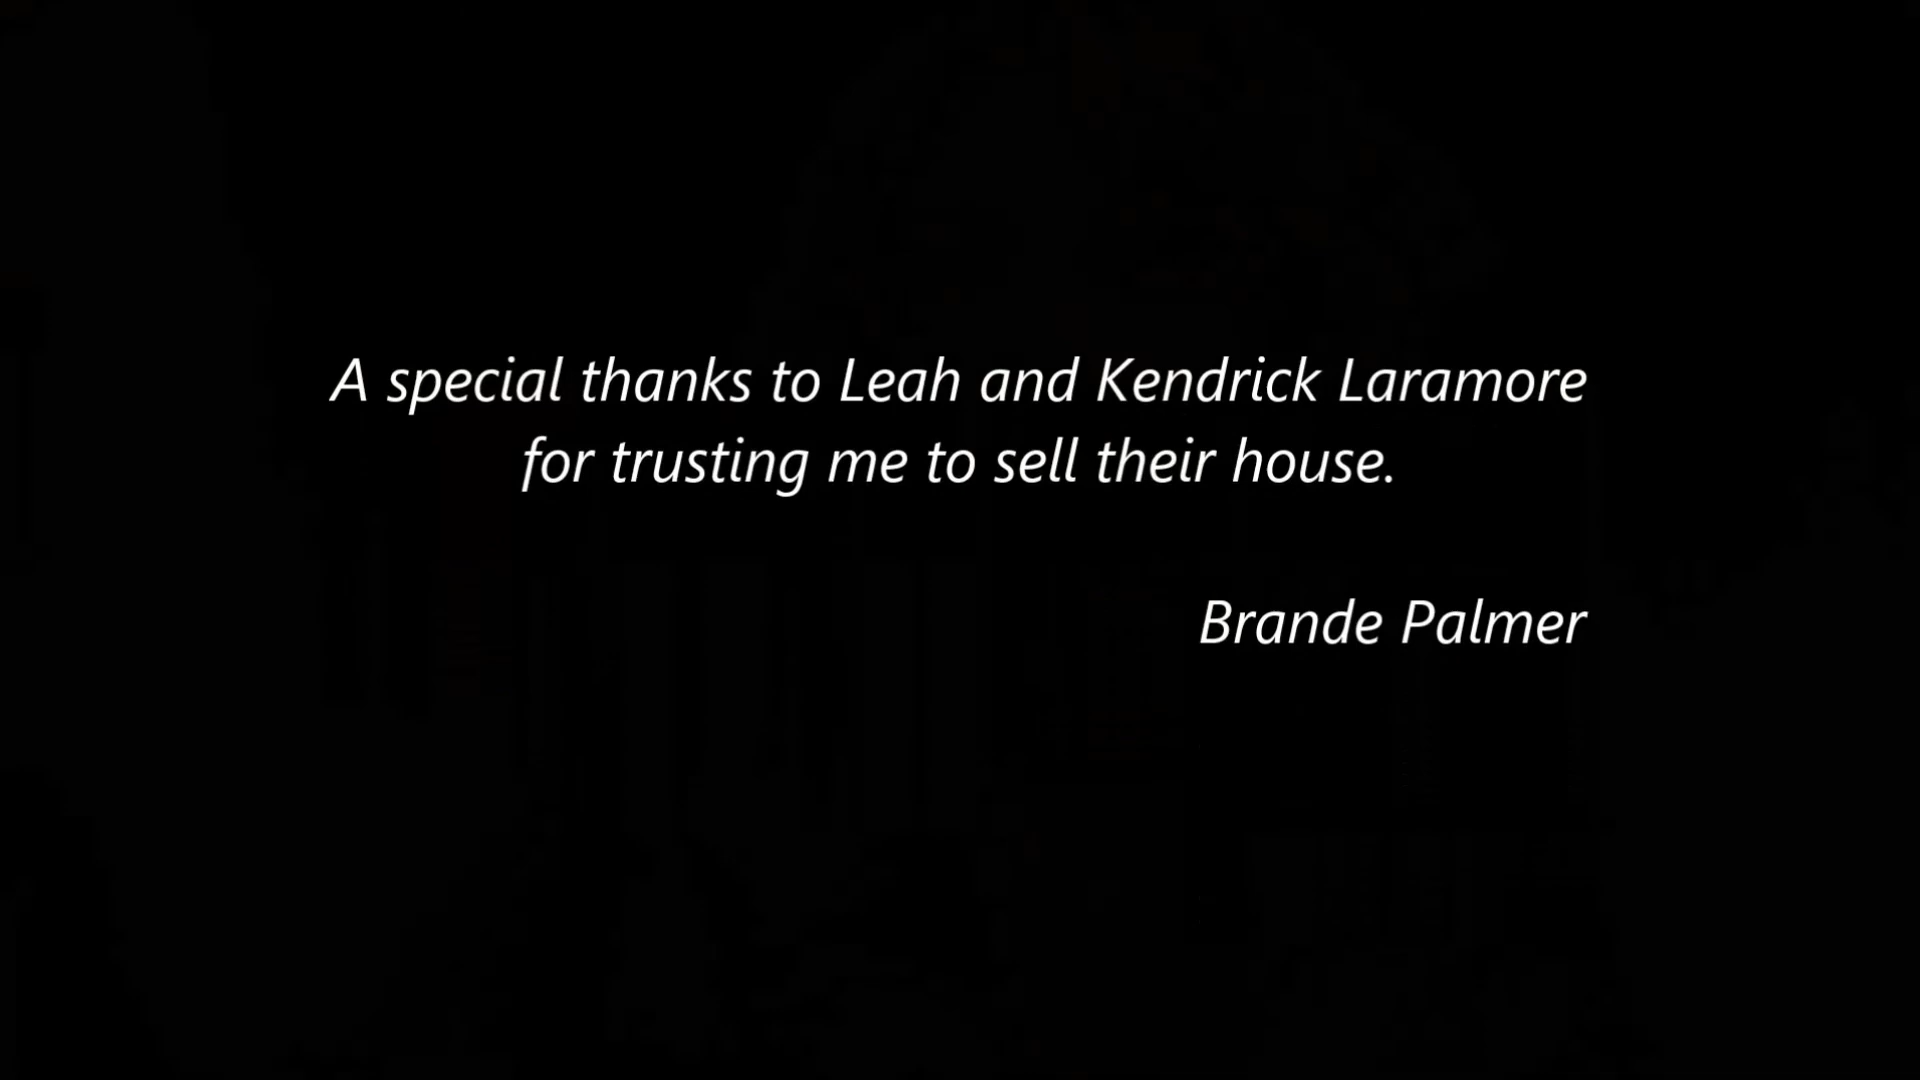 A special thanks to Leah and Kendrick Laramore
for trusting me to sell their house.
Brande Palmer